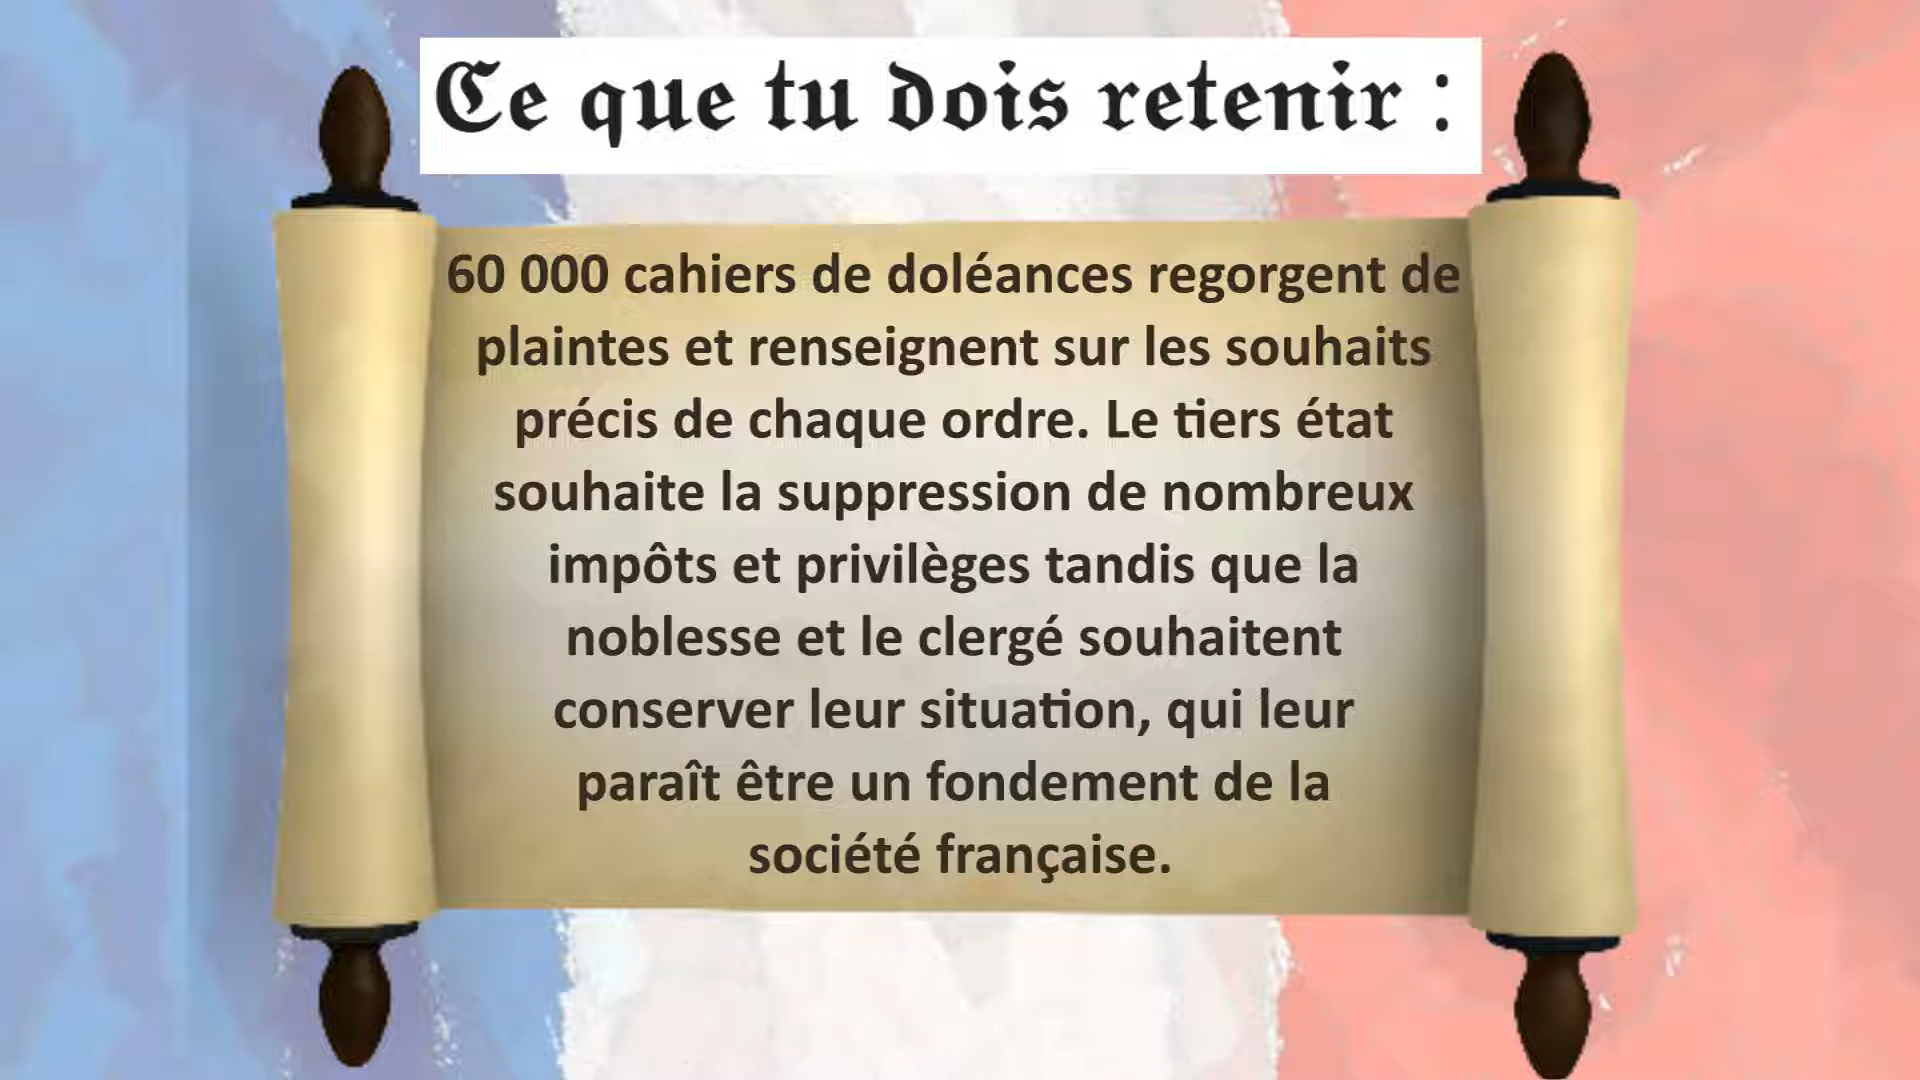 Ce que tu dois retenir :
60 000 cahiers de doléances regorgent de
plaintes et renseignent sur les souhaits
précis de chaque ordre. Le tiers état
souhaite la suppression de nombreux
impôts et privilèges tandis que la
noblesse et le clergé souhaitent
conserver leur situation, qui leur
paraît être un fondement de la
société française.